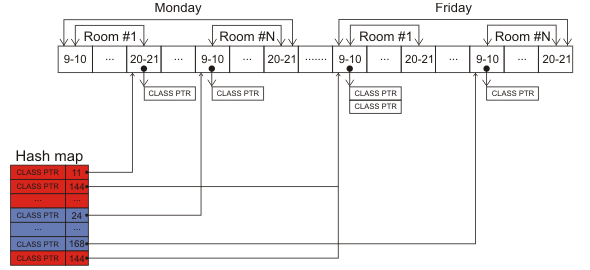 Monday Friday
Room #1 Room #N Room #1 Room #N
9-10 ... 20-21 ... 9-10 ... 20-21 ....... 9-10 ... 20-21 ... 9-10 ... 20-21
CLASS PTR CLASS PTR CLASS PTR CLASS PTR
CLASS PTR
Hash map
CLASS PTR 11
CLASS PTR 144
... ...
CLASS PTR 24
... ...
CLASS PTR 168
CLASS PTR 144